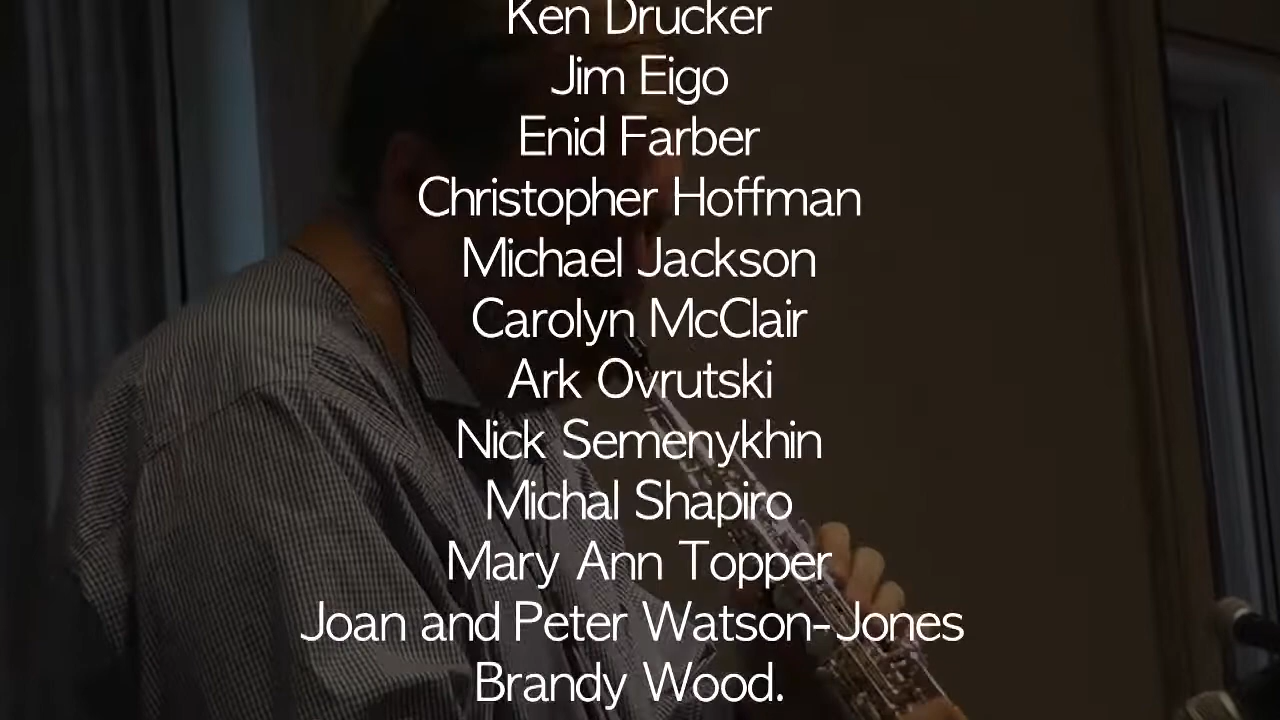 Ken Drucker
Jim Eigo
Enid Farber
Christopher Hoffman
Michael Jackson
Carolyn McClair
Ark Ovrutski
Nick Semenykhin
Michal Shapiro
Mary Ann Topper
Joan and Peter Watson-Jones
Brandy Wood.